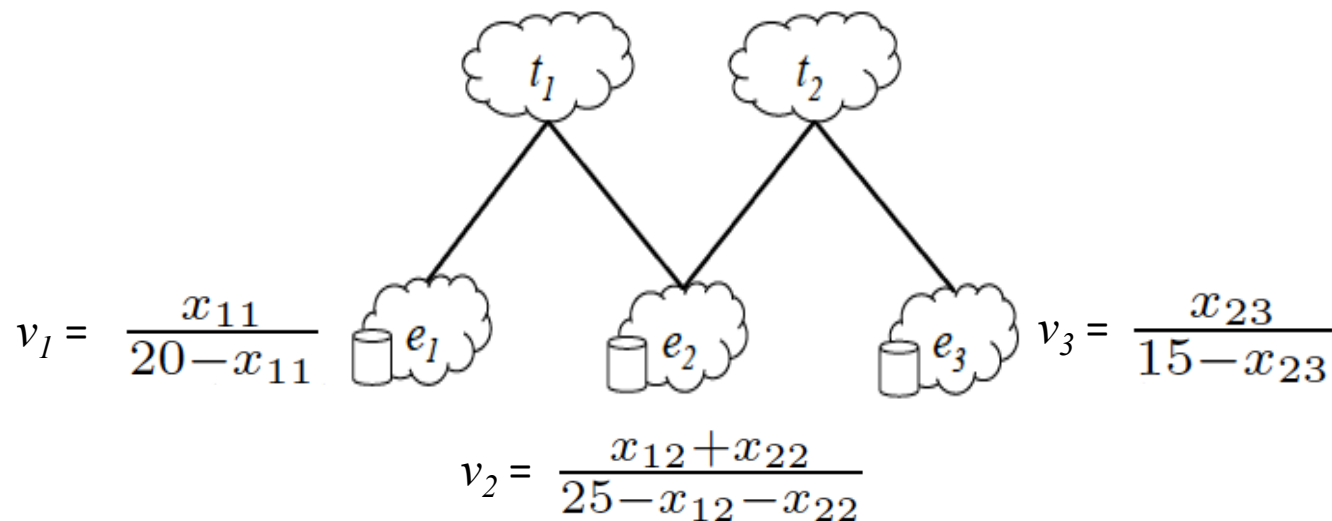 t₁ t₂
v₁ = x₁₁ / (20−x₁₁) e₁ e₂ e₃ v₃ = x₂₃ / (15−x₂₃)
v₂ = (x₁₂+x₂₂) / (25−x₁₂−x₂₂)